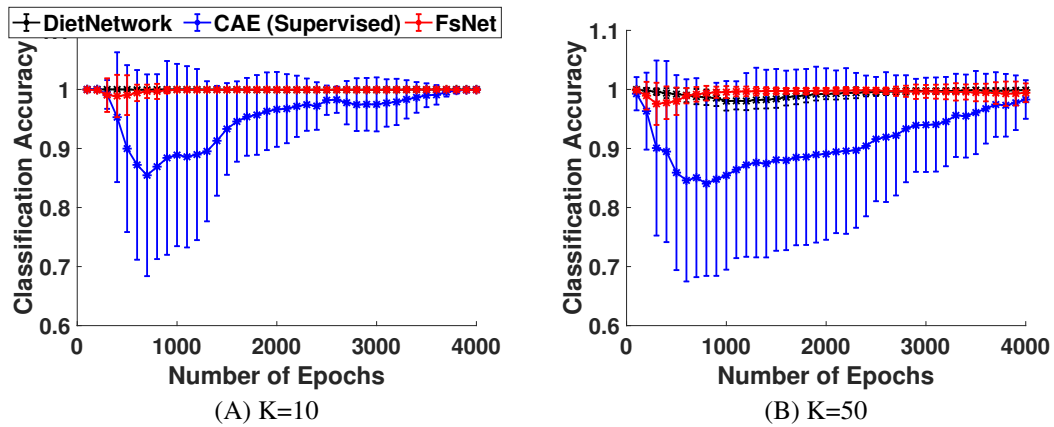 DietNetwork CAE (Supervised) FsNet
Classification Accuracy
1
0.9
0.8
0.7
0.6
0 1000 2000 3000 4000
Number of Epochs
(A) K=10
Classification Accuracy
1.1
1
0.9
0.8
0.7
0.6
0 1000 2000 3000 4000
Number of Epochs
(B) K=50